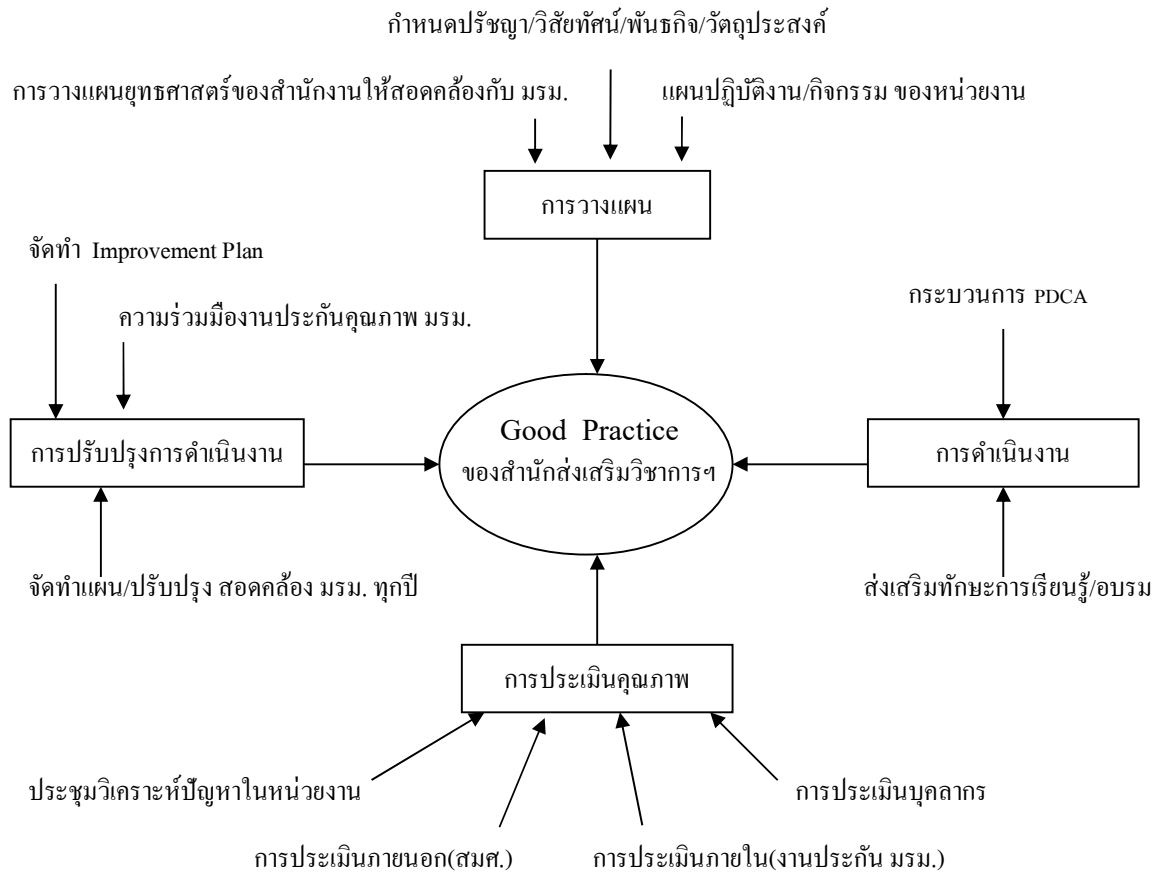 กำหนดปรัชญา/วิสัยทัศน์/พันธกิจ/วัตถุประสงค์
การวางแผนยุทธศาสตร์ของสำนักงานให้สอดคล้องกับ มรม.
แผนปฏิบัติงาน/กิจกรรม ของหน่วยงาน
การวางแผน
จัดทำ Improvement Plan
กระบวนการ PDCA
ความร่วมมืองานประกันคุณภาพ มรม.
การปรับปรุงการดำเนินงาน
Good Practice
ของสำนักส่งเสริมวิชาการฯ
การดำเนินงาน
จัดทำแผน/ปรับปรุง สอดคล้อง มรม. ทุกปี
ส่งเสริมทักษะการเรียนรู้/อบรม
การประเมินคุณภาพ
ประชุมวิเคราะห์ปัญหาในหน่วยงาน
การประเมินบุคลากร
การประเมินภายนอก(สมศ.)
การประเมินภายใน(งานประกัน มรม.)